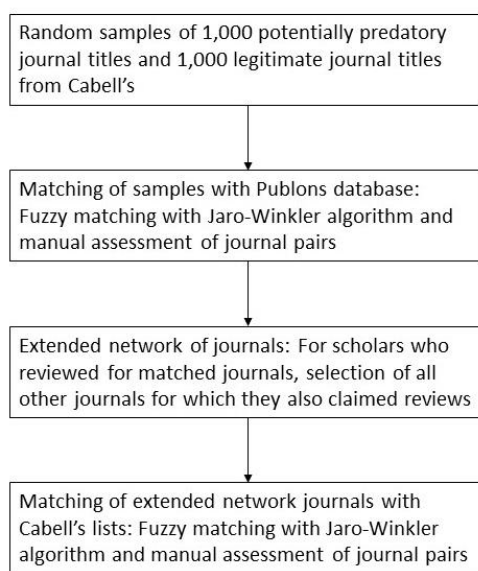 Random samples of 1,000 potentially predatory
journal titles and 1,000 legitimate journal titles
from Cabell’s
Matching of samples with Publons database:
Fuzzy matching with Jaro-Winkler algorithm and
manual assessment of journal pairs
Extended network of journals: For scholars who
reviewed for matched journals, selection of all
other journals for which they also claimed reviews
Matching of extended network journals with
Cabell’s lists: Fuzzy matching with Jaro-Winkler
algorithm and manual assessment of journal pairs